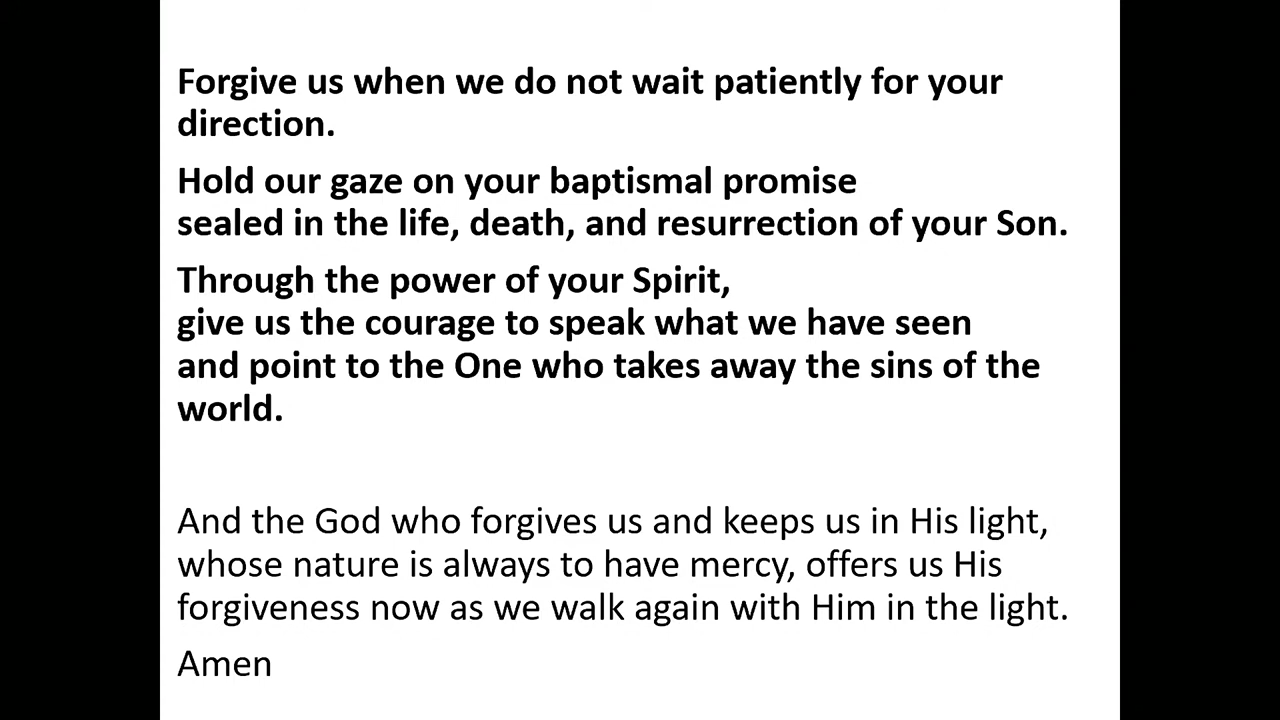 Forgive us when we do not wait patiently for your
direction.
Hold our gaze on your baptismal promise
sealed in the life, death, and resurrection of your Son.
Through the power of your Spirit,
give us the courage to speak what we have seen
and point to the One who takes away the sins of the
world.
And the God who forgives us and keeps us in His light,
whose nature is always to have mercy, offers us His
forgiveness now as we walk again with Him in the light.
Amen